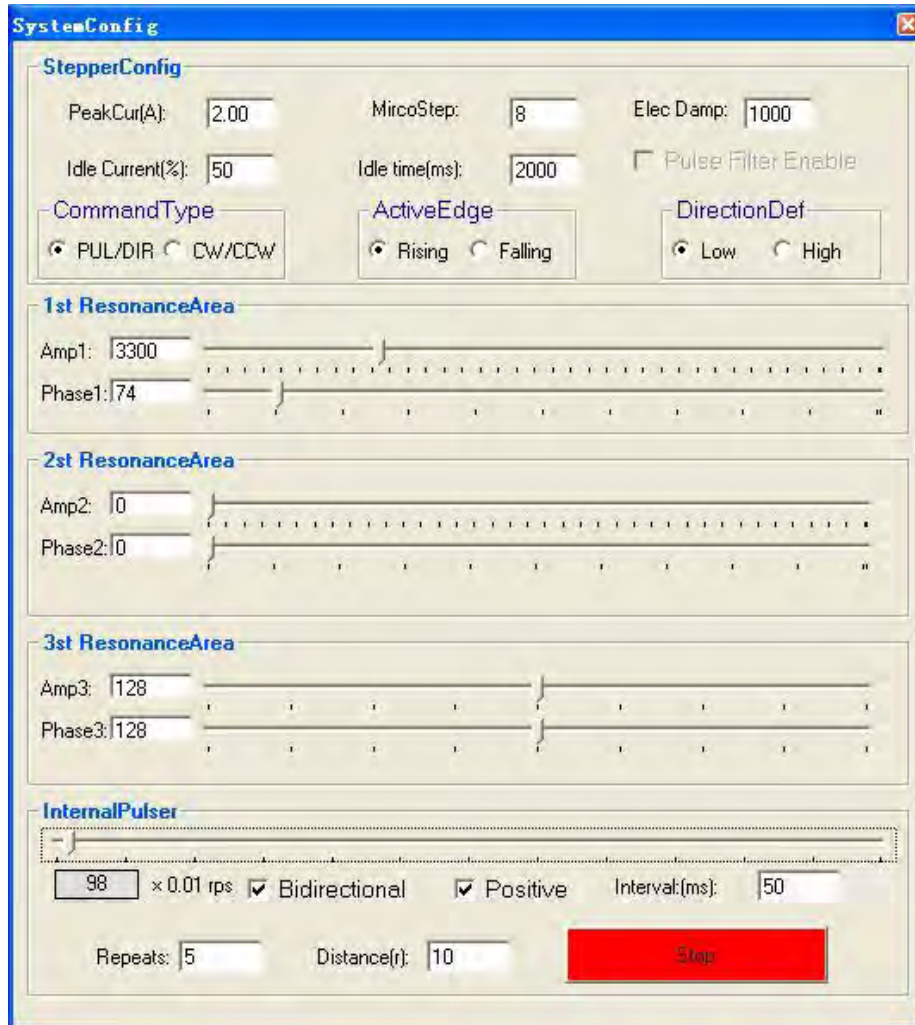 SystemConfig
StepperConfig
PeakCur(A): 2.00 MircoStep: 8 Elec Damp: 1000
Idle Current(%): 50 Idle time(ms): 2000 Pulse Filter Enable
CommandType ActiveEdge DirectionDef
PUL/DIR CW/CCW Rising Falling Low High
1st ResonanceArea
Amp1: 3300
Phase1: 74
2st ResonanceArea
Amp2: 0
Phase2: 0
3st ResonanceArea
Amp3: 128
Phase3: 128
InternalPulser
98 × 0.01 rps Bidirectional Positive Interval:(ms): 50
Repeats: 5 Distance(r): 10 Stop